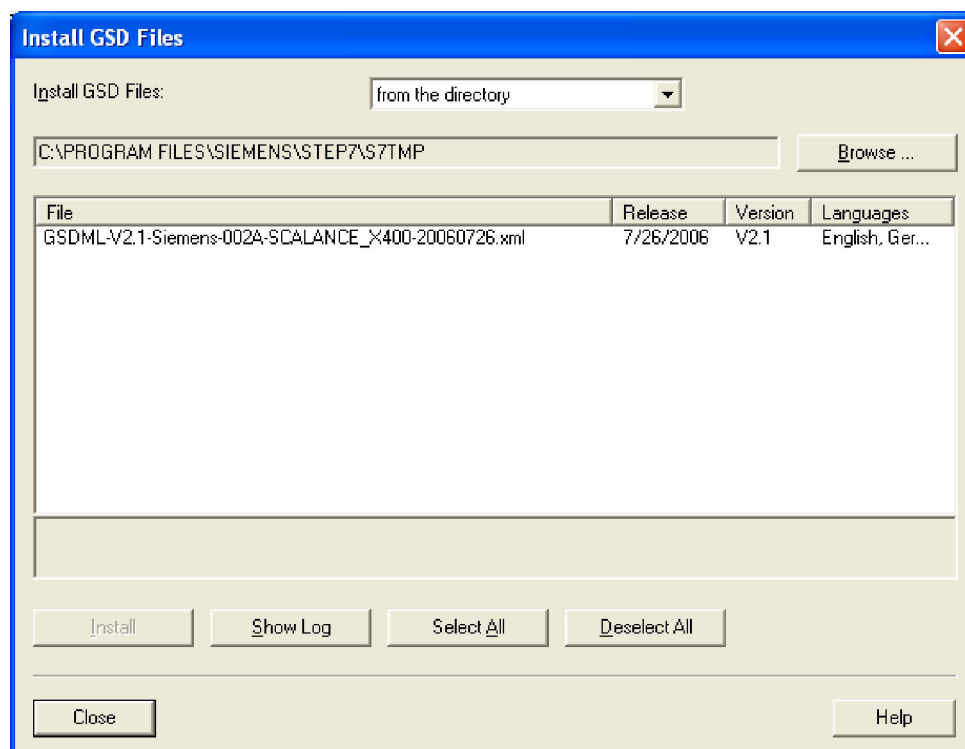 Install GSD Files
Install GSD Files: from the directory
C:\PROGRAM FILES\SIEMENS\STEP7\S7TMP Browse ...
File Release Version Languages
GSDML-V2.1-Siemens-002A-SCALANCE_X400-20060726.xml 7/26/2006 V2.1 English, Ger...
Install Show Log Select All Deselect All
Close Help